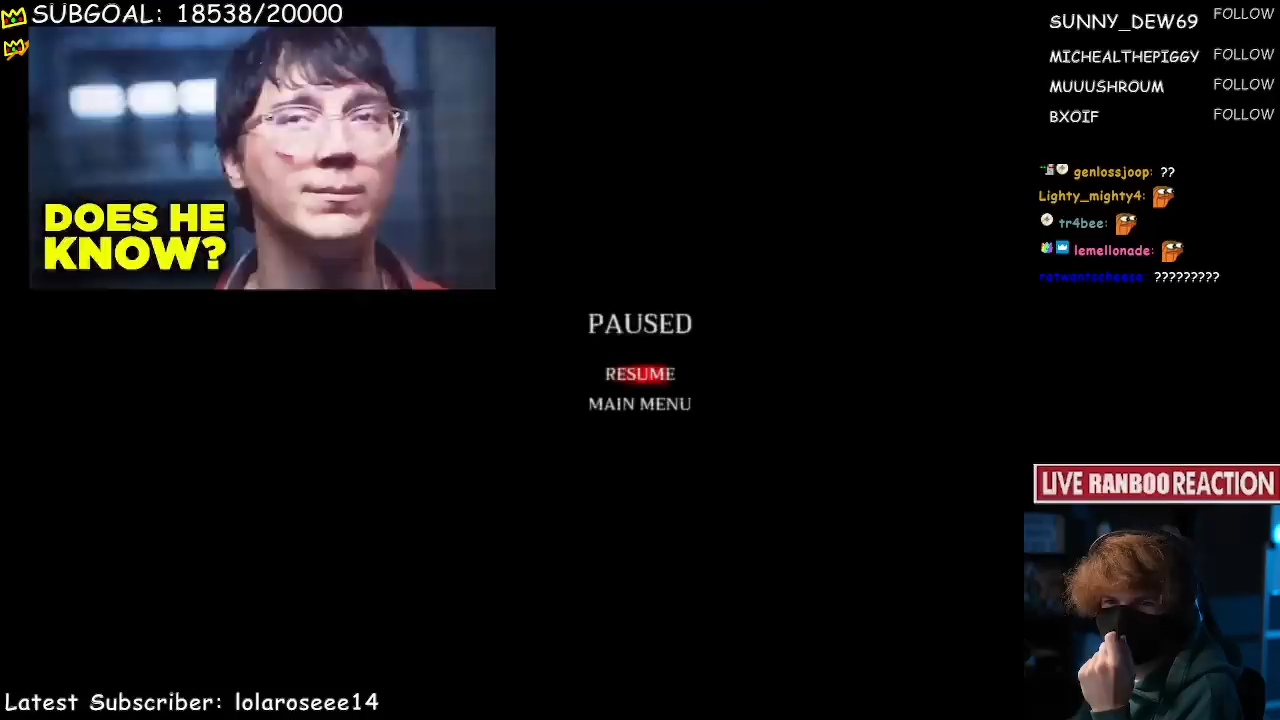 SUBGOAL: 18538/20000
DOES HE
KNOW?
SUNNY_DEW69 FOLLOW
MICHEALTHEPIGGY FOLLOW
MUUUSHROUM FOLLOW
BXOIF FOLLOW
genlossjoop: ??
Lighty_mighty4:
tr4bee:
lemellonade:
ratwantscheese: ?????????
PAUSED
RESUME
MAIN MENU
LIVE RANBOO REACTION
Latest Subscriber: lolaroseee14